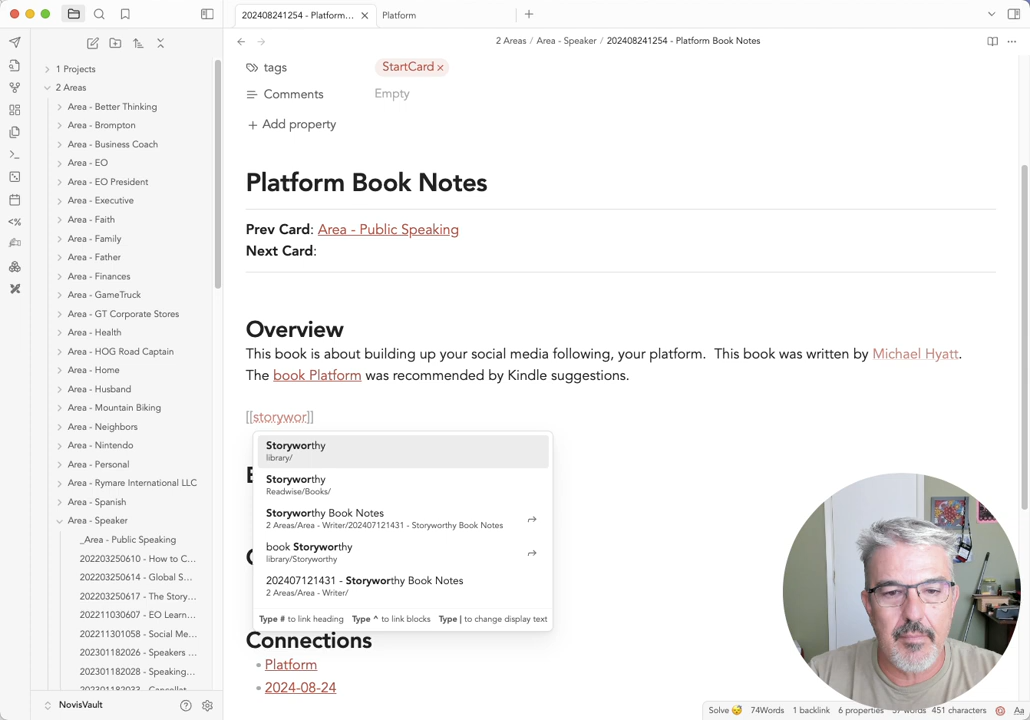 202408241254 - Platform...
Platform
1 Projects
2 Areas
Area - Better Thinking
Area - Brompton
Area - Business Coach
Area - EO
Area - EO President
Area - Executive
Area - Faith
Area - Family
Area - Father
Area - Finances
Area - GameTruck
Area - GT Corporate Stores
Area - Health
Area - HOG Road Captain
Area - Home
Area - Husband
Area - Mountain Biking
Area - Neighbors
Area - Nintendo
Area - Personal
Area - Rymare International LLC
Area - Spanish
Area - Speaker
_Area - Public Speaking
202203250610 - How to C...
202203250614 - Global S...
202203250617 - The Story...
202211030607 - EO Learn...
202211301058 - Social Me...
202301182026 - Speakers ...
202301182028 - Speaking...
202301182033 - Cancellat...
NovisVault
2 Areas / Area - Speaker / 202408241254 - Platform Book Notes
tags
StartCard ×
Comments
Empty
+ Add property
Platform Book Notes
Prev Card: Area - Public Speaking
Next Card:
Overview
This book is about building up your social media following, your platform. This book was written by Michael Hyatt.
The book Platform was recommended by Kindle suggestions.
[[storywor]]
Storyworthy
library/
Storyworthy
Readwise/Books/
Storyworthy Book Notes
2 Areas/Area - Writer/202407121431 - Storyworthy Book Notes
book Storyworthy
library/Storyworthy
202407121431 - Storyworthy Book Notes
2 Areas/Area - Writer/
Type # to link heading Type ^ to link blocks Type | to change display text
Connections
Platform
2024-08-24
Solve 😴 74Words 1 backlink 6 properties 57 words 451 characters
Aa